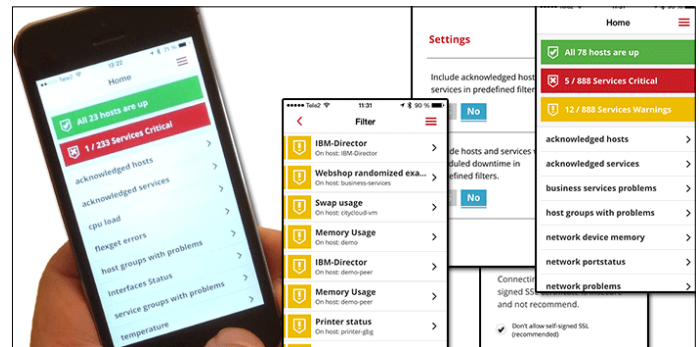 Tele2
12:22
71 %
Home
All 23 hosts are up
1 / 233 Services Critical
acknowledged hosts
acknowledged services
cpu load
flexget errors
host groups with problems
Interfaces Status
service groups with problems
temperature
Tele2
11:31
90 %
Filter
IBM-Director
On host: IBM-Director
Webshop randomized exa...
On host: business-services
Swap usage
On host: citycloud-vm
Memory Usage
On host: demo
IBM-Director
On host: demo-peer
Memory Usage
On host: demo-peer
Printer status
On host: printer-gbg
Settings
Include acknowledged
services in predefined
No
hosts and services
downtime in
filters.
No
signed SSL
and not recommend.
Don't allow self-signed SSL
(recommended)
Home
All 78 hosts are up
5 / 888 Services Critical
12 / 888 Services Warnings
acknowledged hosts
acknowledged services
business services problems
host groups with problems
network device memory
network portstatus
network problems